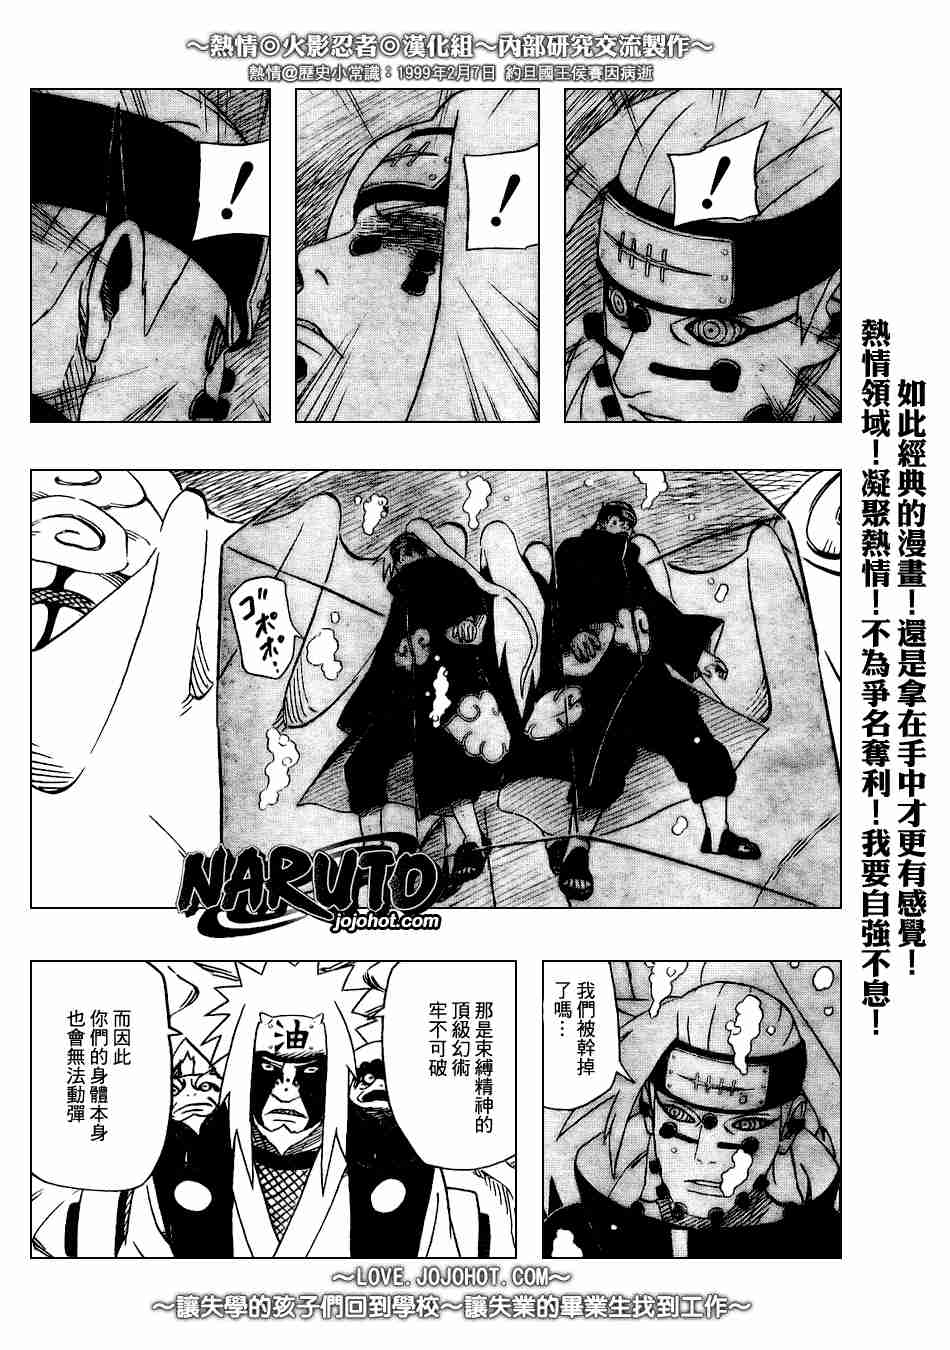 ～熱情◎火影忍者◎漢化組～內部研究交流製作～
熱情@歷史小常識：1999年2月7日 約旦國王侯賽因病逝
!
!
!
如此經典的漫畫！還是拿在手中才更有感覺！
熱情領域！凝聚熱情！不為爭名奪利！我要自強不息！
ゴポポ…
NARUTO
jojohot.com
我們被幹掉
了嗎…
那是束縛精神的
頂級幻術
牢不可破
油
而因此
你們的身體本身
也會無法動彈
～LOVE.JOJOHOT.COM～
～讓失學的孩子們回到學校～讓失業的畢業生找到工作～